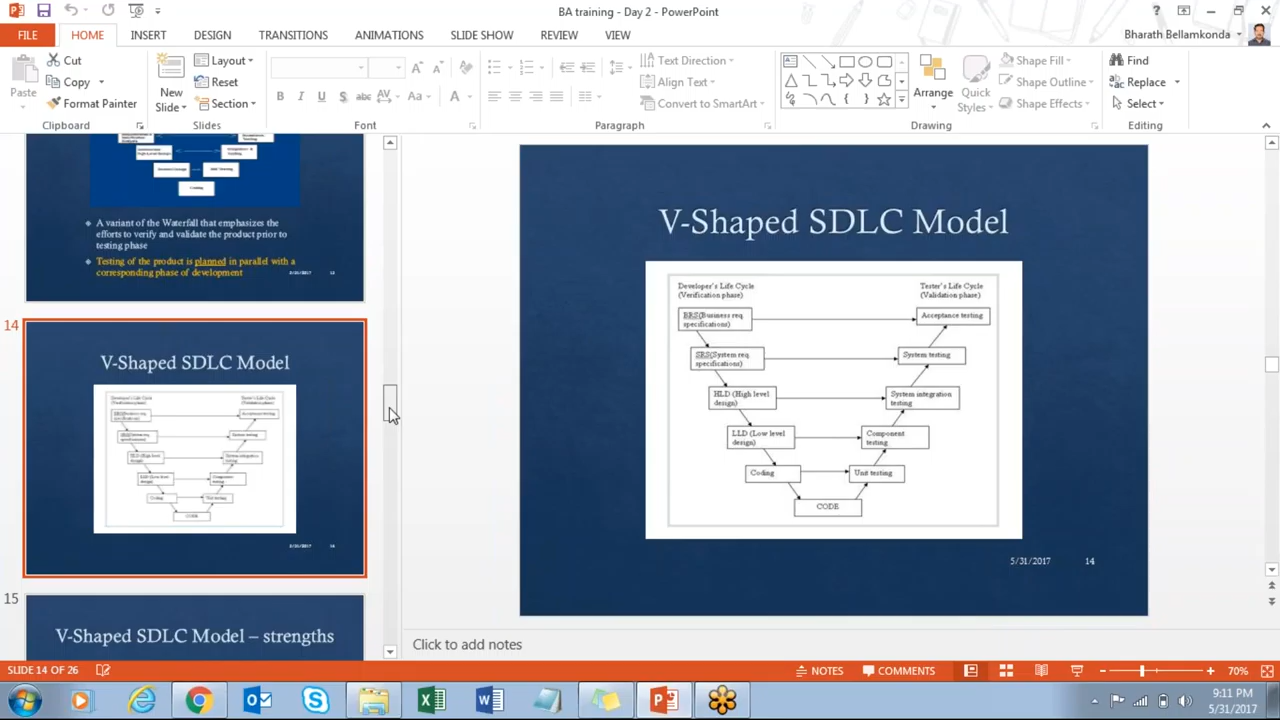 BA training - Day 2 - PowerPoint
?
FILE HOME INSERT DESIGN TRANSITIONS ANIMATIONS SLIDE SHOW REVIEW VIEW Bharath Bellamkonda
Paste
Cut
Copy
Format Painter
Clipboard
New Slide
Layout
Reset
Section
Slides
B I U S abc AV Aa A
Font
Text Direction
Align Text
Convert to SmartArt
Paragraph
Arrange
Quick Styles
Shape Fill
Shape Outline
Shape Effects
Drawing
Find
Replace
Select
Editing
A variant of the Waterfall that emphasizes the
efforts to verify and validate the product prior to
testing phase
Testing of the product is planned in parallel with a
corresponding phase of development
14
V-Shaped SDLC Model
15
V-Shaped SDLC Model – strengths
V-Shaped SDLC Model
Developer's Life Cycle
(Verification phase)
Tester's Life Cycle
(Validation phase)
BRS(Business req
specifications)
Acceptance testing
SRS(System req
specifications)
System testing
HLD (High level
design)
System integration
testing
LLD (Low level
design)
Component
testing
Coding
Unit testing
CODE
5/31/2017 14
Click to add notes
SLIDE 14 OF 26 NOTES COMMENTS 70%
9:11 PM
5/31/2017